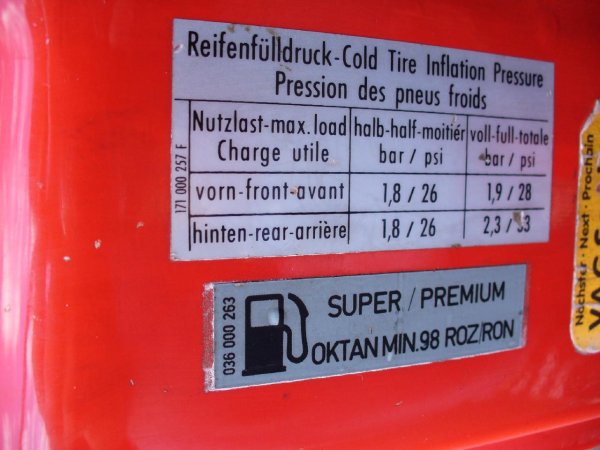 Reifenfülldruck-Cold Tire Inflation Pressure
Pression des pneus froids
Nutzlast-max. load halb-half-moitiér voll-full-totale
Charge utile bar / psi bar / psi
vorn-front-avant 1,8 / 26 1,9 / 28
hinten-rear-arrière 1,8 / 26 2,3 / 33
171 000 257 F
SUPER / PREMIUM
OKTAN MIN. 98 ROZ/RON
036 000 263
Nächster · Next · Prochain